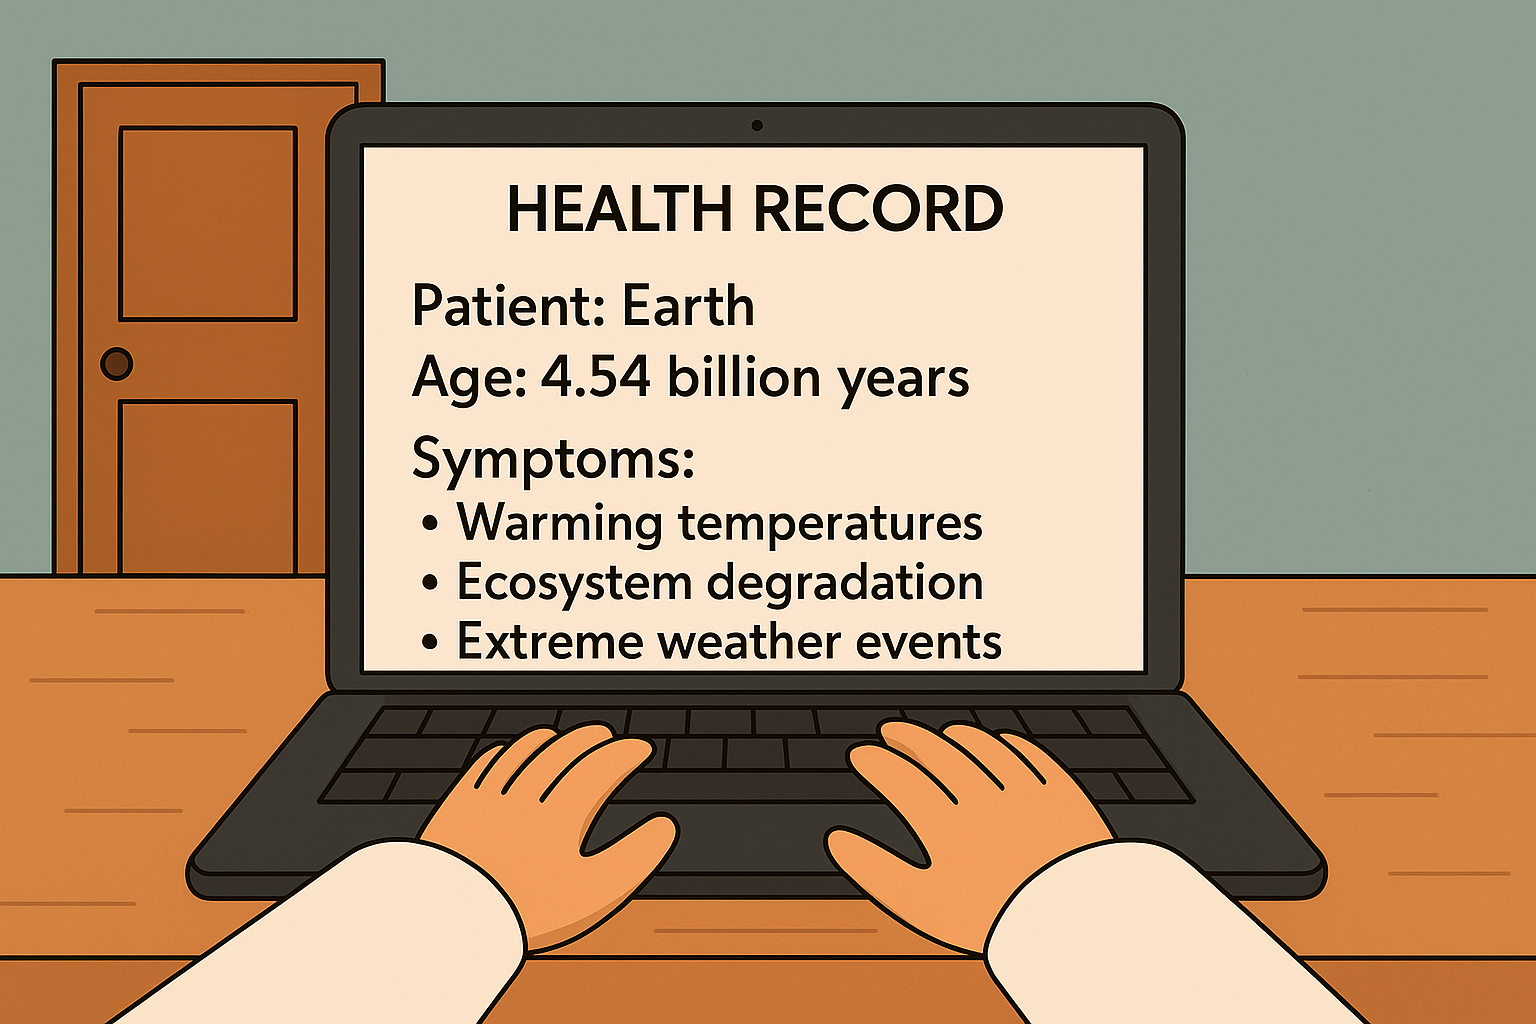 HEALTH RECORD
Patient: Earth
Age: 4.54 billion years
Symptoms:
• Warming temperatures
• Ecosystem degradation
• Extreme weather events